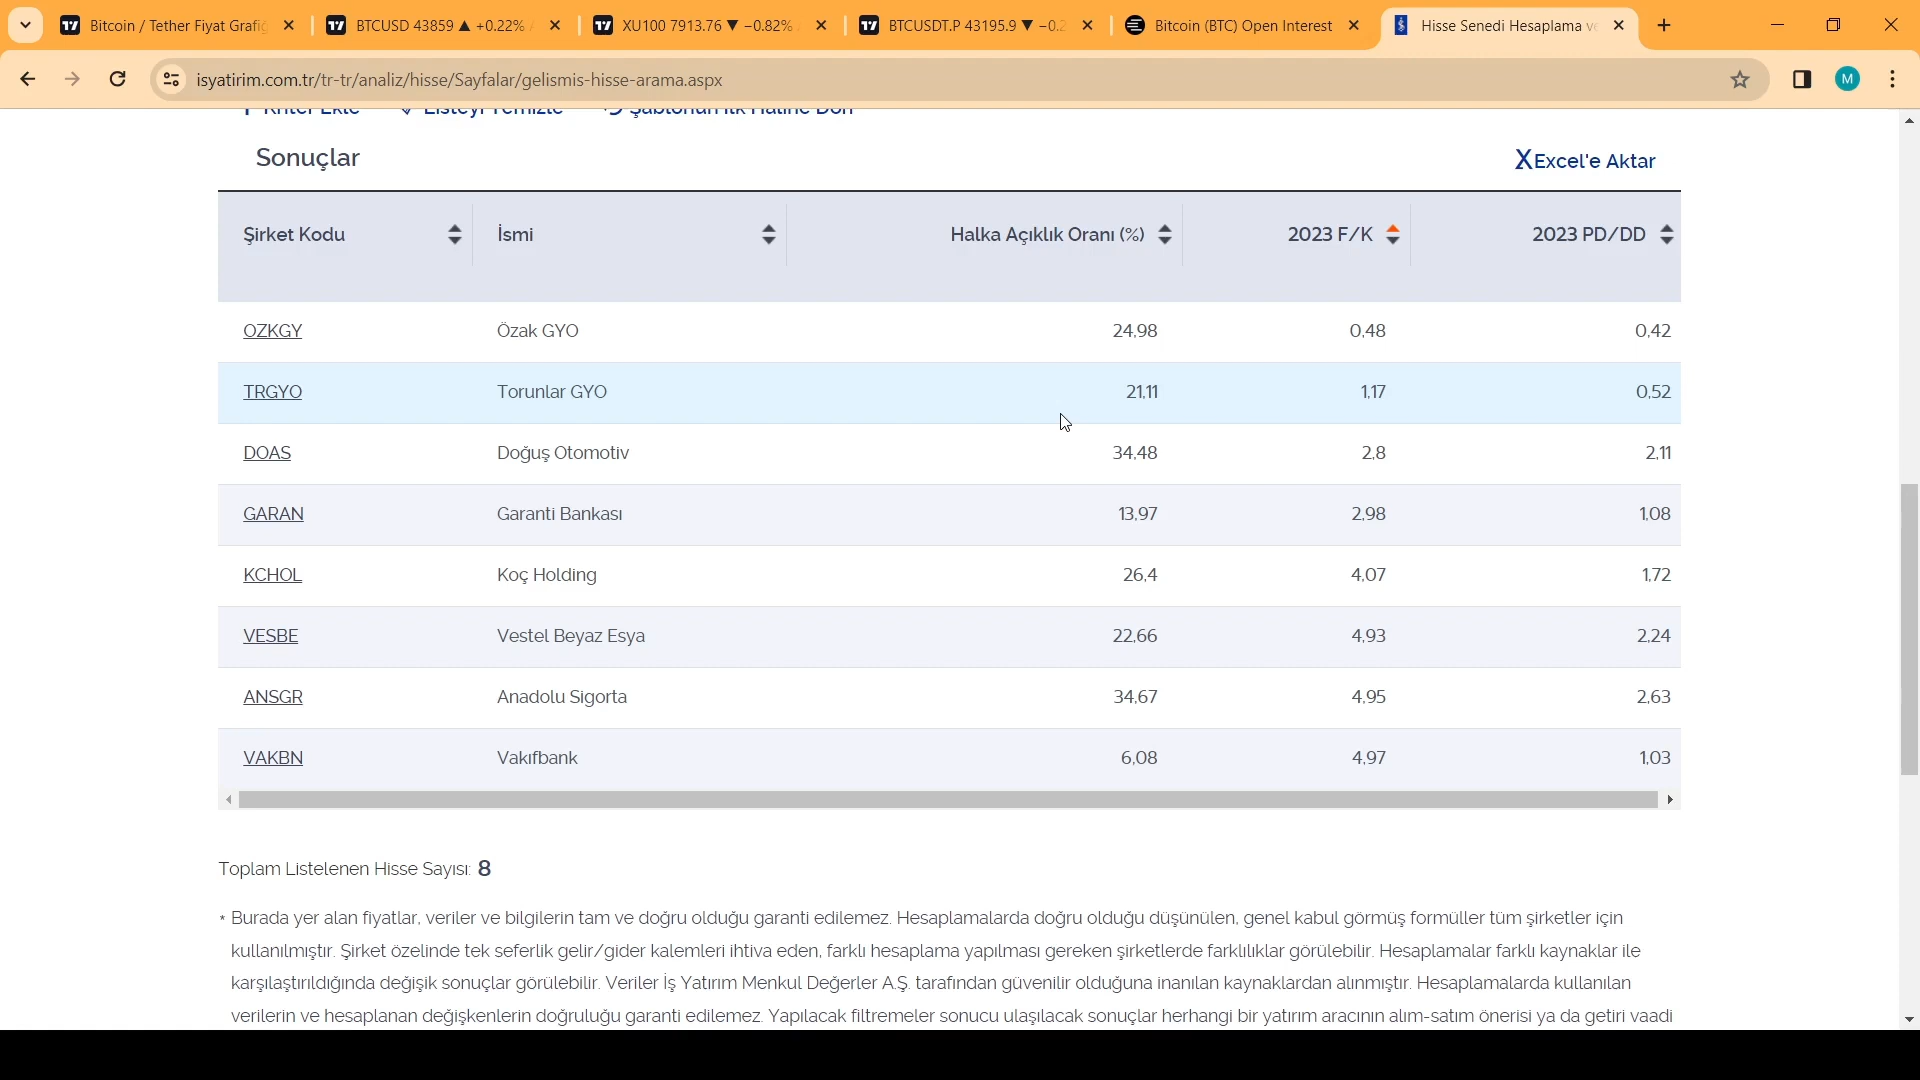 Bitcoin / Tether Fiyat Grafiğ
BTCUSD 43859 ▲ +0.22%
XU100 7913.76 ▼ −0.82%
BTCUSDT.P 43195.9 ▼ −0.2
Bitcoin (BTC) Open Interest
Hisse Senedi Hesaplama ve
isyatirim.com.tr/tr-tr/analiz/hisse/Sayfalar/gelismis-hisse-arama.aspx
M
Kriter Ekle Listeyi Temizle Şablonun İlk Haline Dön
Sonuçlar
Excel'e Aktar
Şirket Kodu İsmi Halka Açıklık Oranı (%) 2023 F/K 2023 PD/DD
OZKGY Özak GYO 24,98 0,48 0,42
TRGYO Torunlar GYO 21,11 1,17 0,52
DOAS Doğuş Otomotiv 34,48 2,8 2,11
GARAN Garanti Bankası 13,97 2,98 1,08
KCHOL Koç Holding 26,4 4,07 1,72
VESBE Vestel Beyaz Esya 22,66 4,93 2,24
ANSGR Anadolu Sigorta 34,67 4,95 2,63
VAKBN Vakıfbank 6,08 4,97 1,03
Toplam Listelenen Hisse Sayısı: 8
* Burada yer alan fiyatlar, veriler ve bilgilerin tam ve doğru olduğu garanti edilemez. Hesaplamalarda doğru olduğu düşünülen, genel kabul görmüş formüller tüm şirketler için
kullanılmıştır. Şirket özelinde tek seferlik gelir/gider kalemleri ihtiva eden, farklı hesaplama yapılması gereken şirketlerde farklılıklar görülebilir. Hesaplamalar farklı kaynaklar ile
karşılaştırıldığında değişik sonuçlar görülebilir. Veriler İş Yatırım Menkul Değerler A.Ş. tarafından güvenilir olduğuna inanılan kaynaklardan alınmıştır. Hesaplamalarda kullanılan
verilerin ve hesaplanan değişkenlerin doğruluğu garanti edilemez. Yapılacak filtremeler sonucu ulaşılacak sonuçlar herhangi bir yatırım aracının alım-satım önerisi ya da getiri vaadi